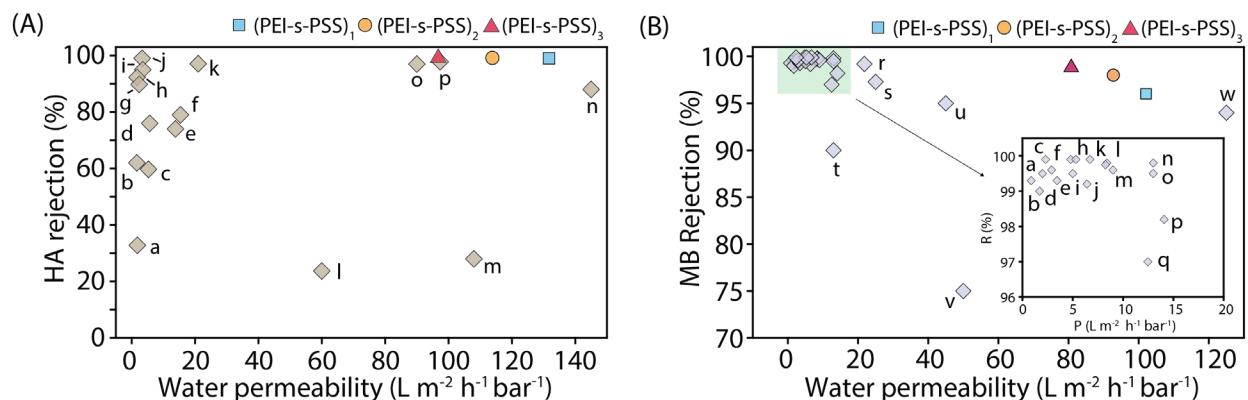 (A)
(PEI-s-PSS)₁ (PEI-s-PSS)₂ (PEI-s-PSS)₃
HA rejection (%)
100
80
60
40
20
0
i
j
k
h
g
f
d
e
b
c
a
o
p
n
l
m
0 20 40 60 80 100 120 140
Water permeability (L m⁻² h⁻¹ bar⁻¹)
(B)
(PEI-s-PSS)₁ (PEI-s-PSS)₂ (PEI-s-PSS)₃
MB Rejection (%)
100
95
90
85
80
75
70
r
s
u
t
v
w
R (%)
100
99
98
97
96
c
f
h
k
l
a
n
b
d
e
i
j
m
o
p
q
0 5 10 15 20
P (L m⁻² h⁻¹ bar⁻¹)
0 20 40 60 80 100 120
Water permeability (L m⁻² h⁻¹ bar⁻¹)